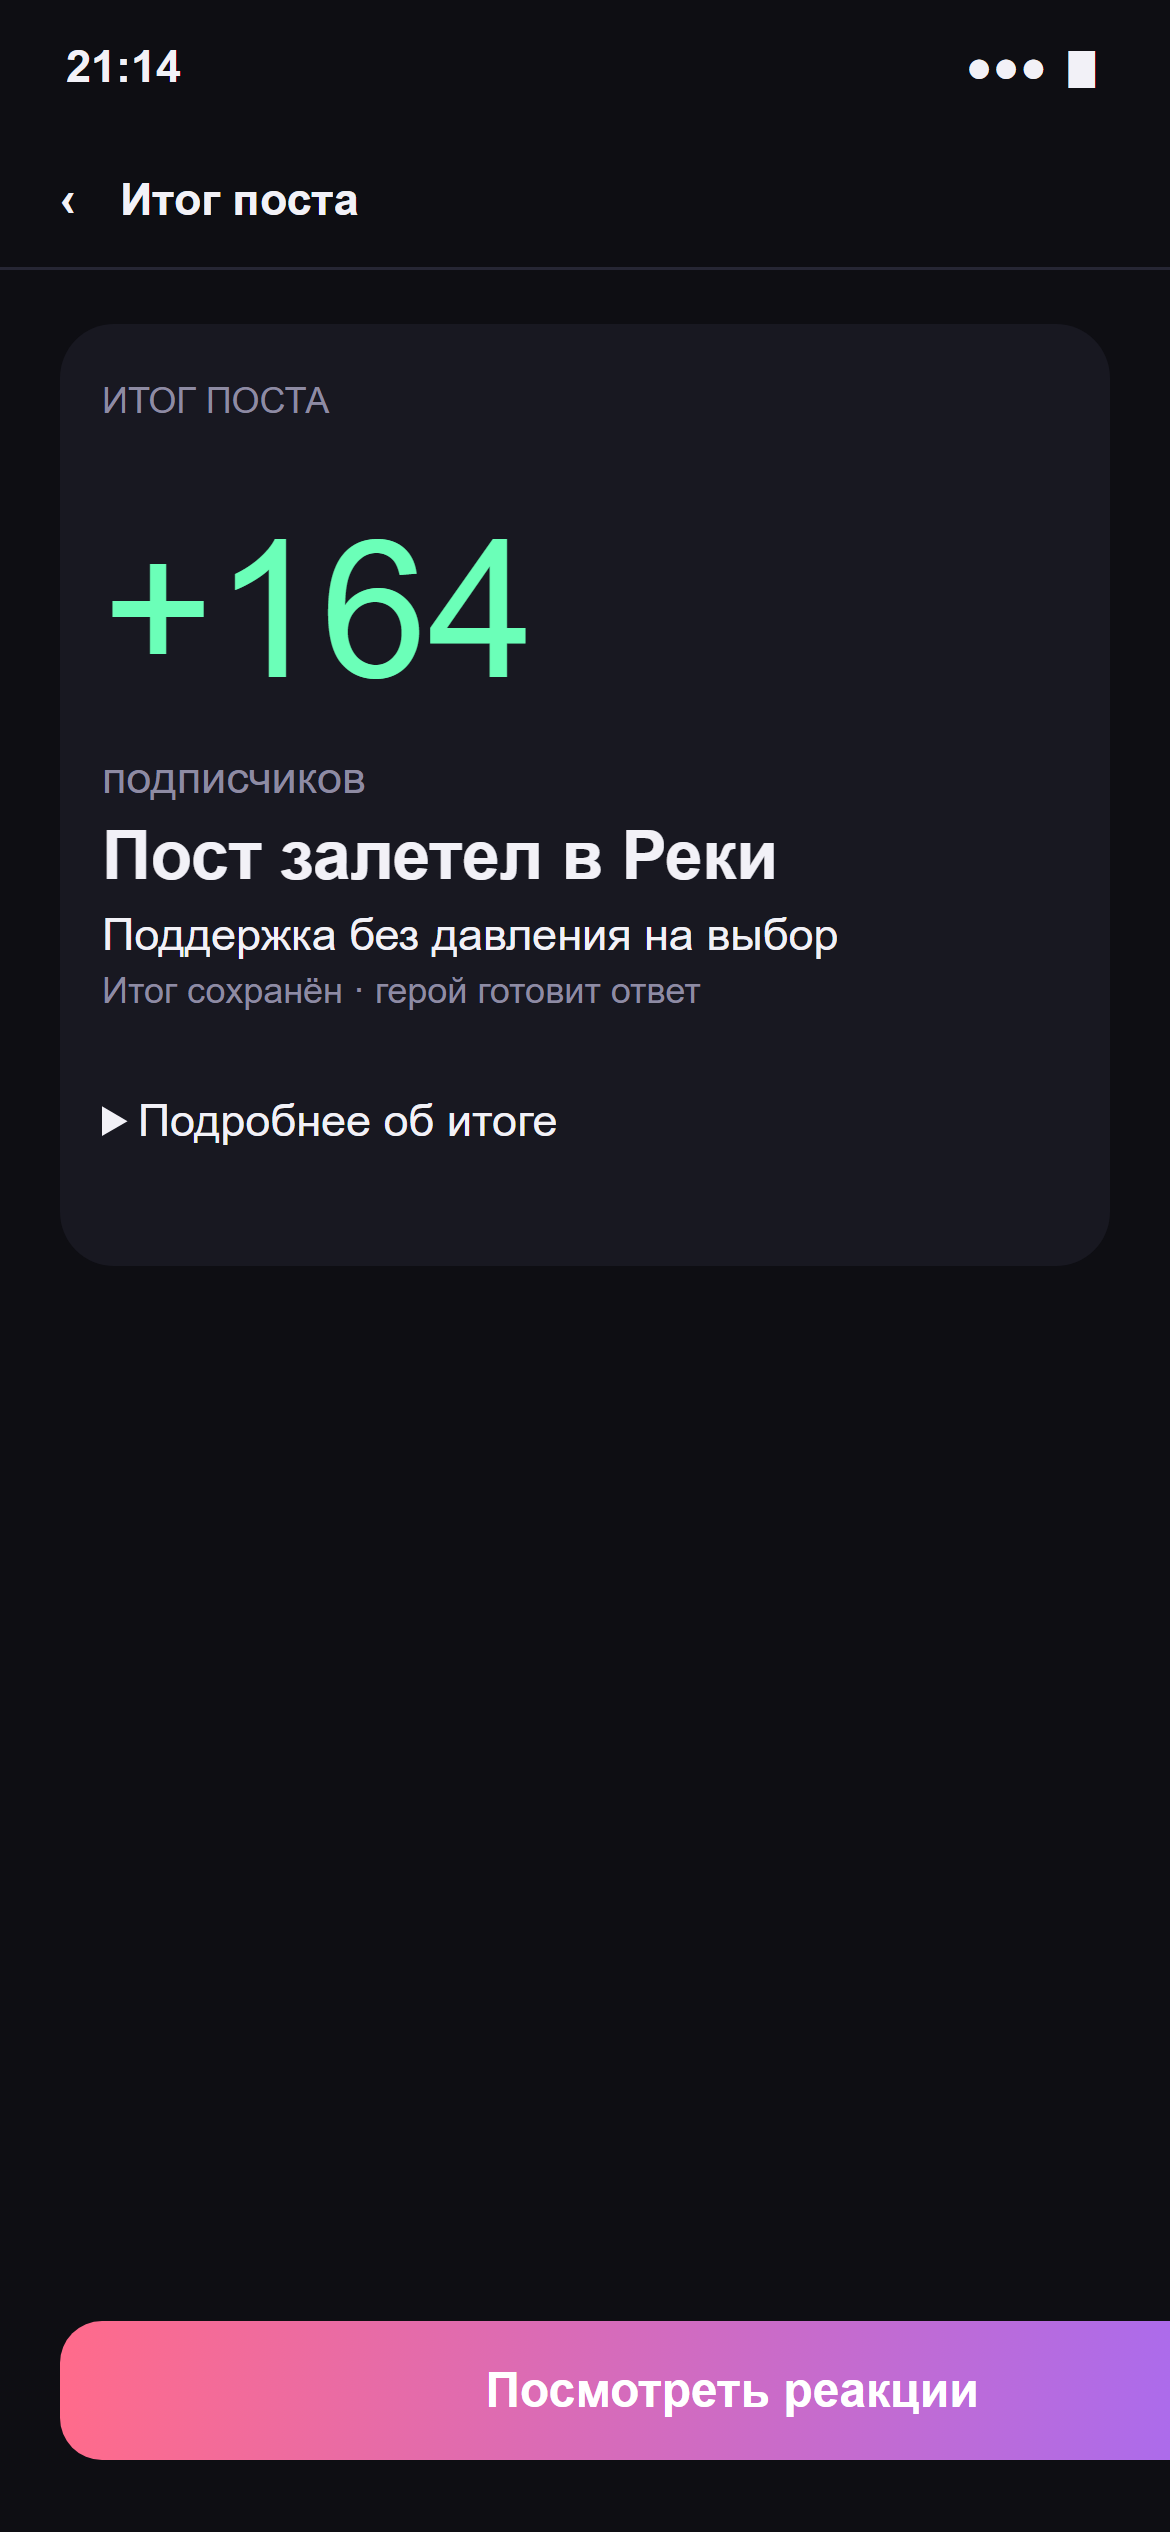 21:14
‹ Итог поста
ИТОГ ПОСТА
+164
подписчиков
Пост залетел в Реки
Поддержка без давления на выбор
Итог сохранён · герой готовит ответ
▶ Подробнее об итоге
Посмотреть реакции